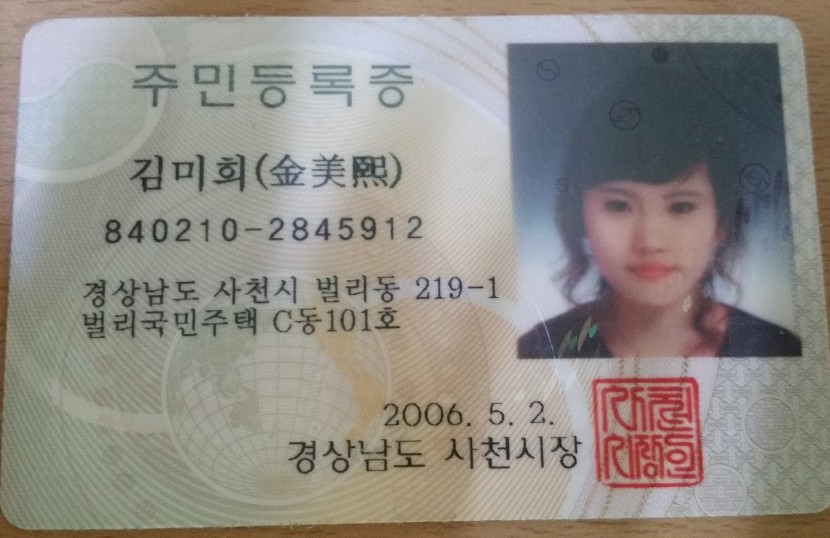 주민등록증
김미희(金美熙)
840210-2845912
경상남도 사천시 벌리동 219-1
벌리국민주택 C동101호
2006. 5. 2.
경상남도 사천시장